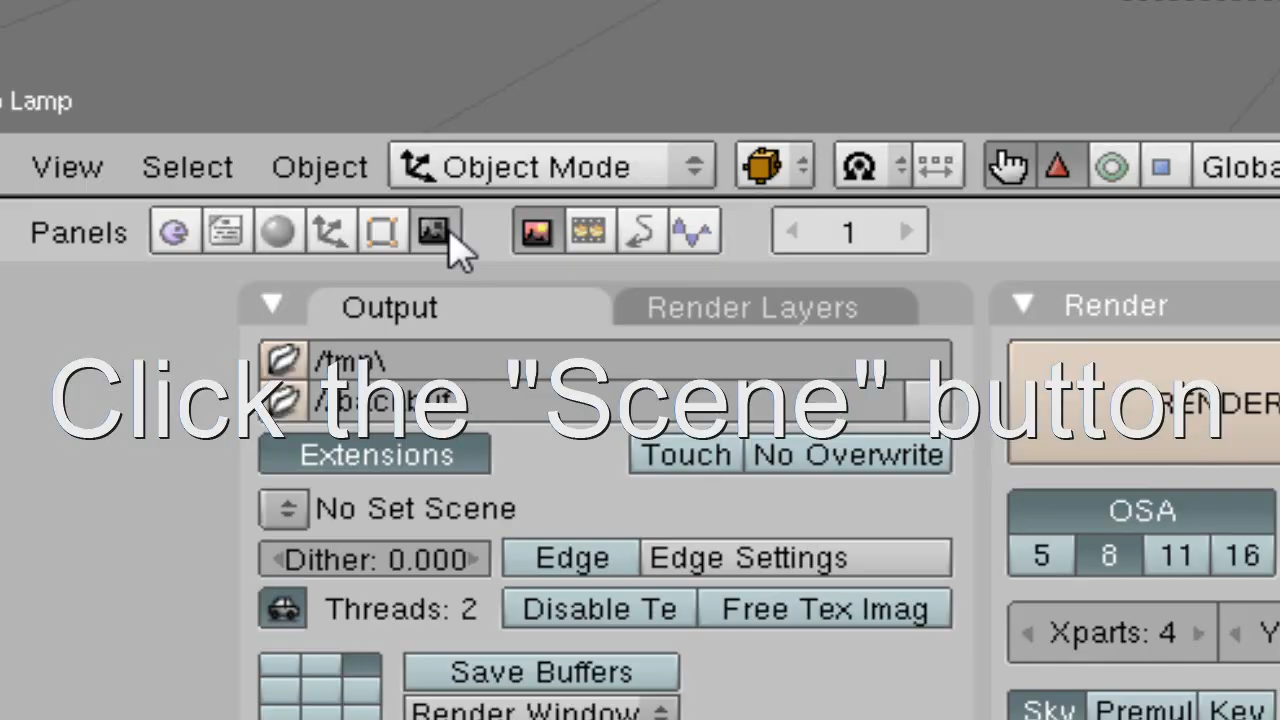 Lamp
View Select Object Object Mode Globa
Panels 1
Output Render Layers Render
/tmp\
Click the "Scene" button
RENDER
Extensions Touch No Overwrite
No Set Scene OSA
Dither: 0.000 Edge Edge Settings 5 8 11 16
Threads: 2 Disable Te Free Tex Imag
Xparts: 4 Y
Save Buffers
Render Window
Sky Premul Key